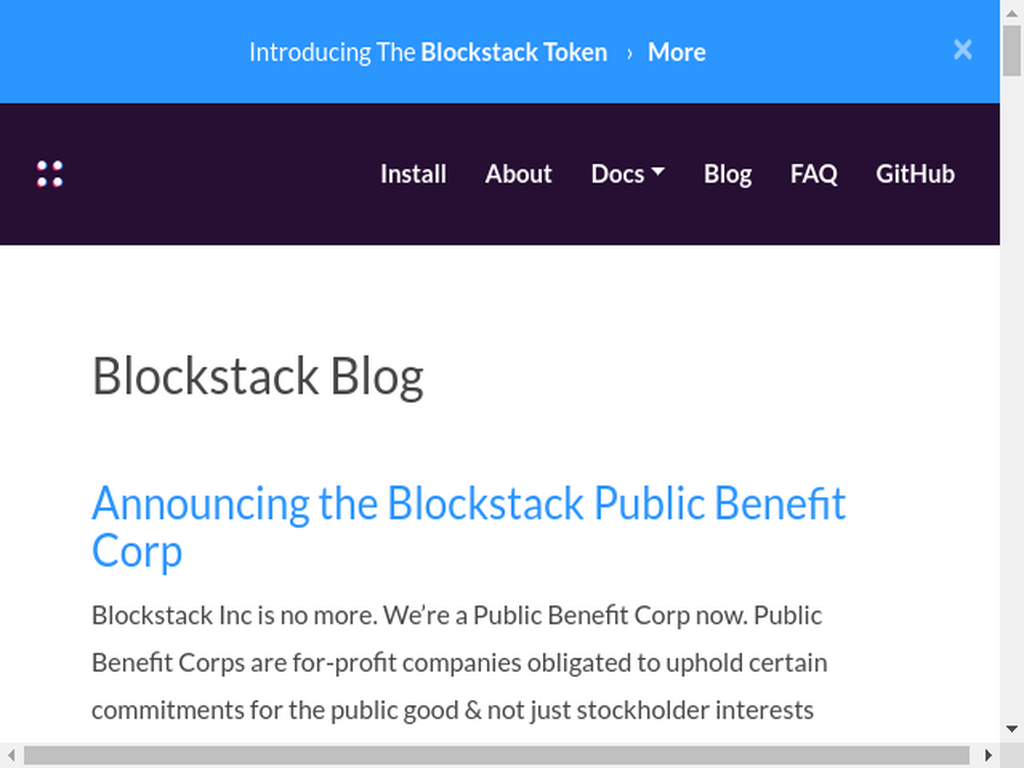 Introducing The Blockstack Token › More ×
Install About Docs Blog FAQ GitHub
Blockstack Blog
Announcing the Blockstack Public Benefit
Corp
Blockstack Inc is no more. We’re a Public Benefit Corp now. Public
Benefit Corps are for-profit companies obligated to uphold certain
commitments for the public good & not just stockholder interests